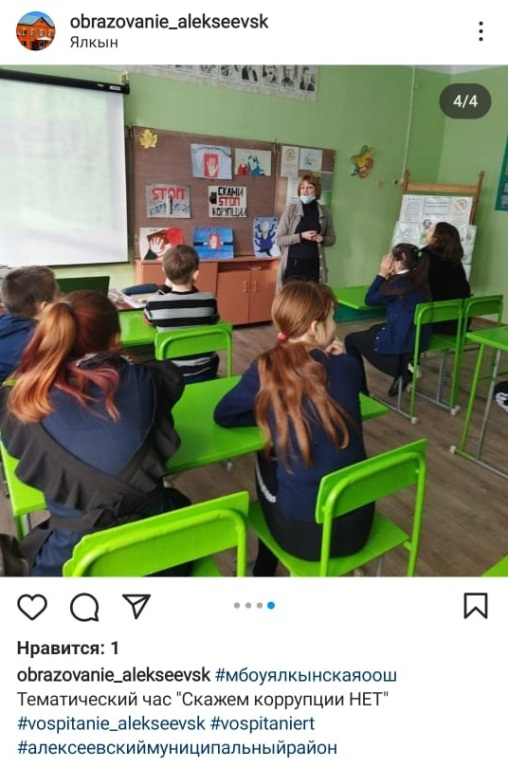 obrazovanie_alekseevsk
Ялкын
4/4
STOP
СКАЖИ
STOP
КОРУПЦИИ
Нравится: 1
obrazovanie_alekseevsk #мбоуялкынскаяоош
Тематический час "Скажем коррупции НЕТ"
#vospitanie_alekseevsk #vospitaniert
#алексеевскиймуниципальныйрайон